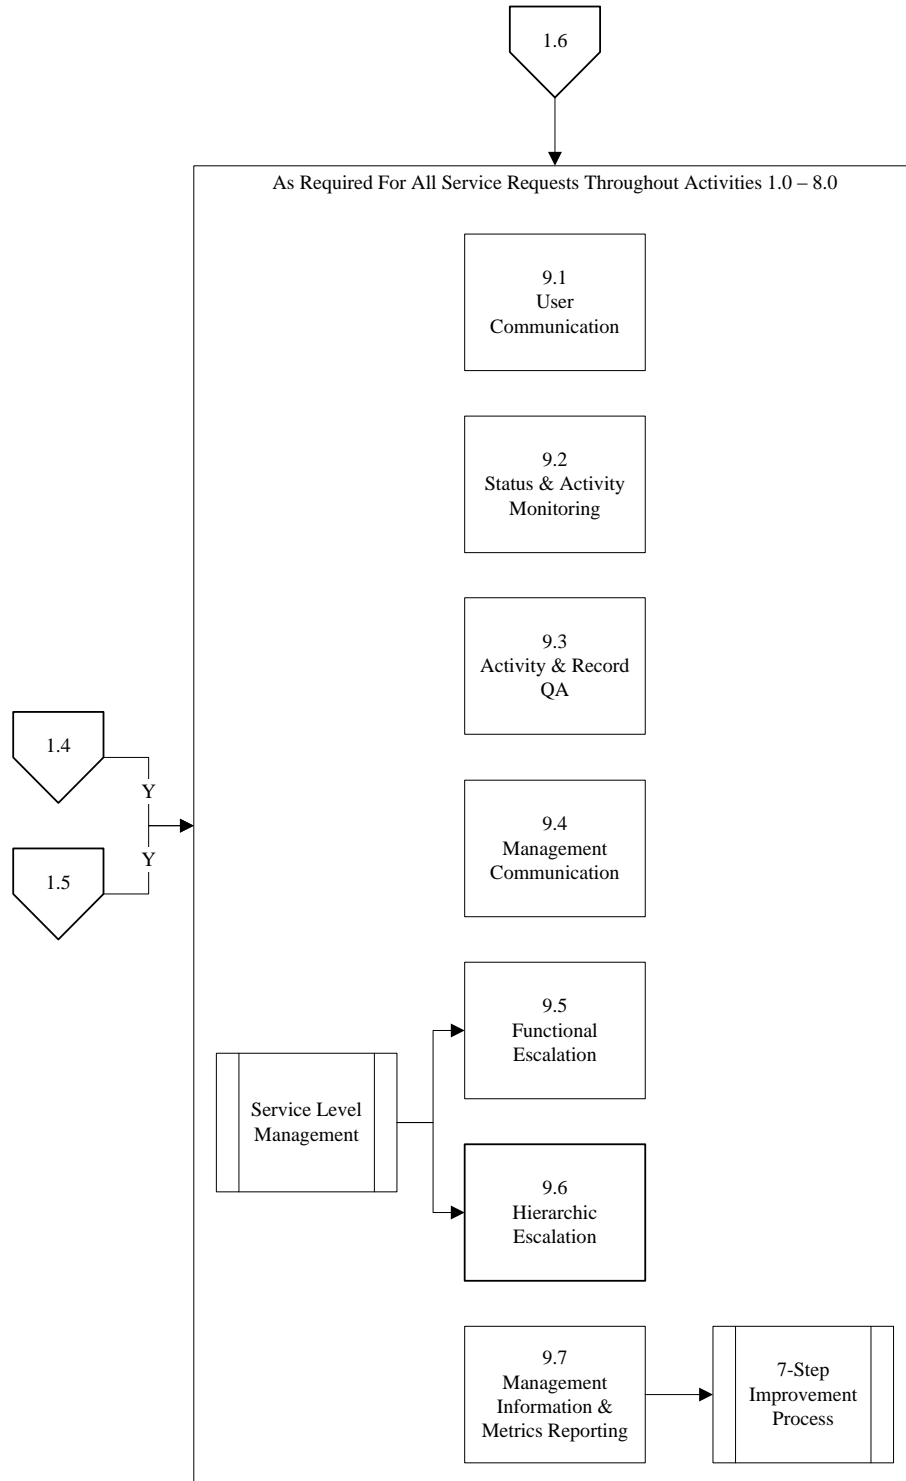 1.6
As Required For All Service Requests Throughout Activities 1.0 – 8.0
9.1
User
Communication
9.2
Status & Activity
Monitoring
9.3
Activity & Record
QA
1.4
Y
Y
1.5
9.4
Management
Communication
9.5
Functional
Escalation
Service Level
Management
9.6
Hierarchic
Escalation
9.7
Management
Information &
Metrics Reporting
7-Step
Improvement
Process